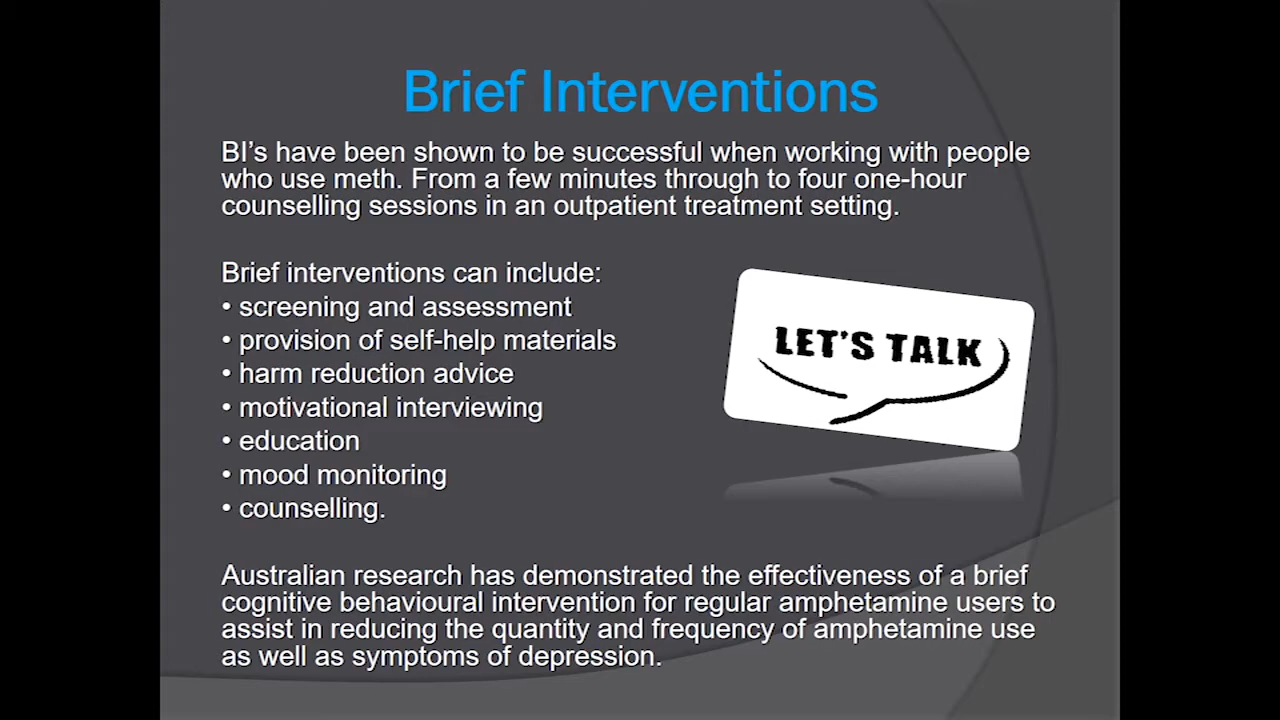 Brief Interventions
BI's have been shown to be successful when working with people
who use meth. From a few minutes through to four one-hour
counselling sessions in an outpatient treatment setting.
Brief interventions can include:
• screening and assessment
• provision of self-help materials
• harm reduction advice
• motivational interviewing
• education
• mood monitoring
• counselling.
LET'S TALK
Australian research has demonstrated the effectiveness of a brief
cognitive behavioural intervention for regular amphetamine users to
assist in reducing the quantity and frequency of amphetamine use
as well as symptoms of depression.